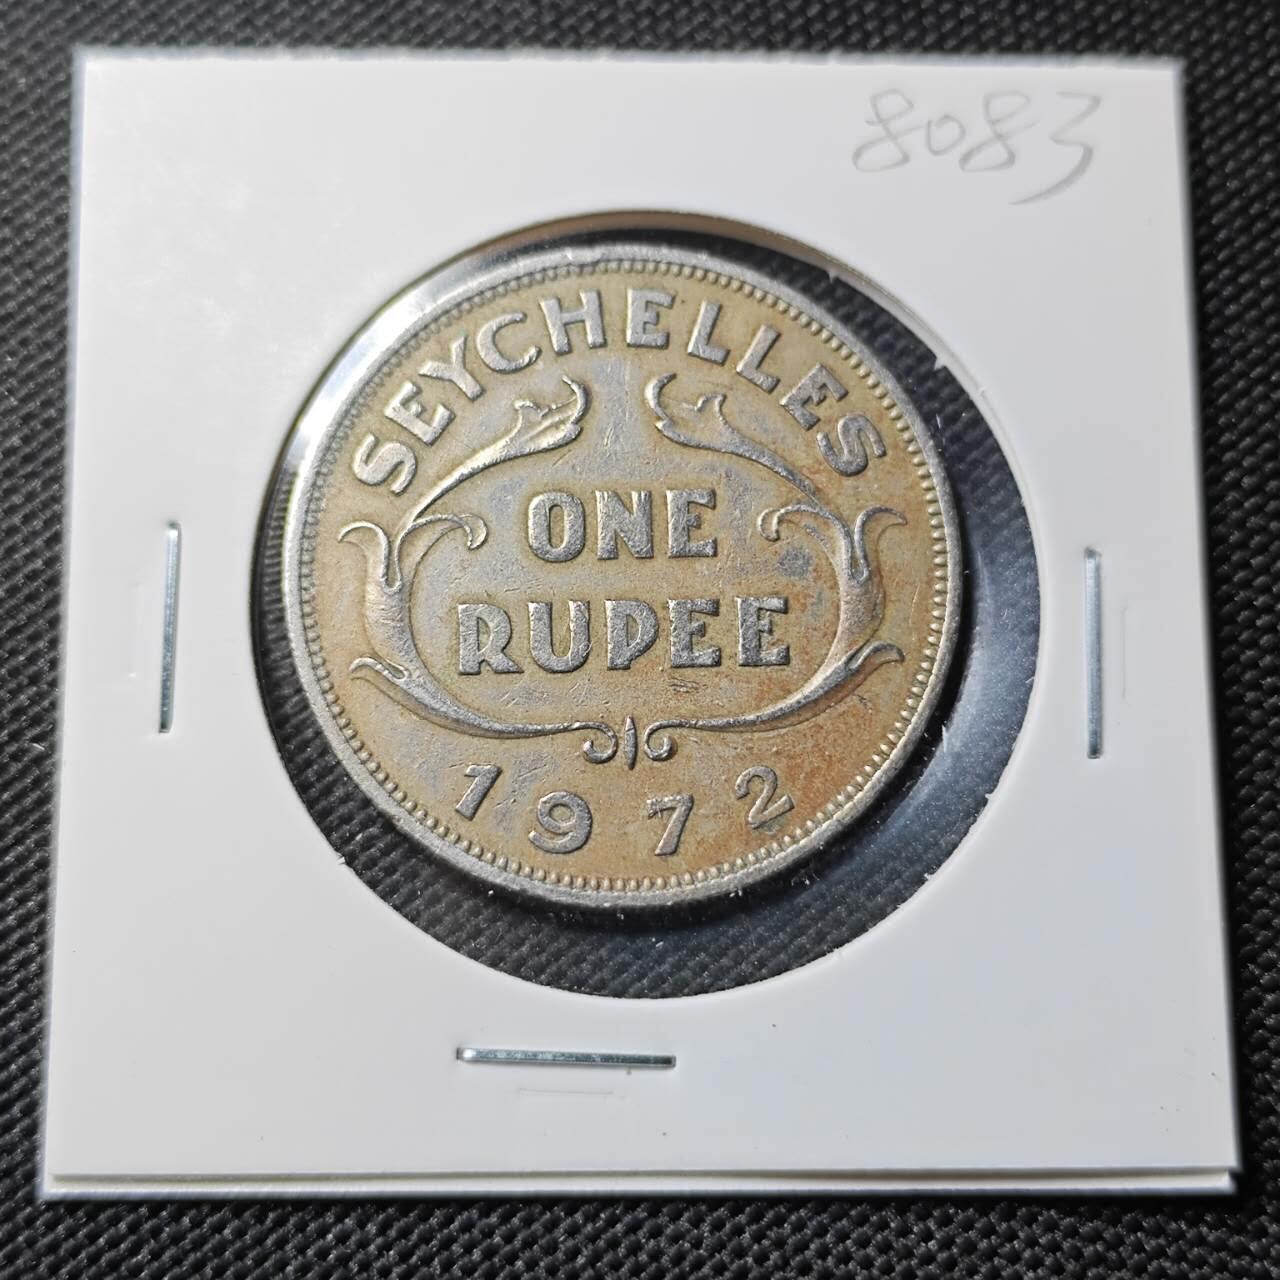 8083
SEYCHELLES
ONE
RUPEE
1972